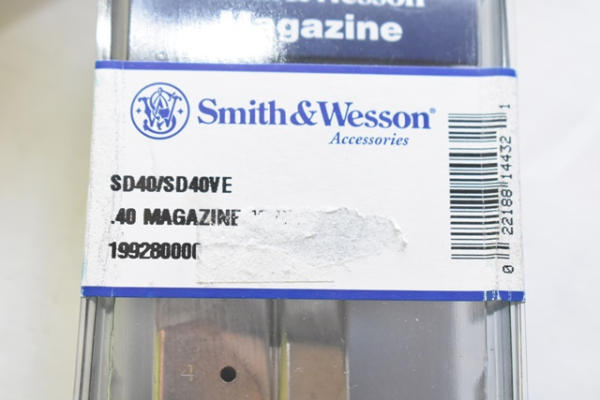 Magazine
Smith & Wesson®
Accessories
SD40/SD40VE
.40 MAGAZINE
199280000
0 22188 14432 1
4